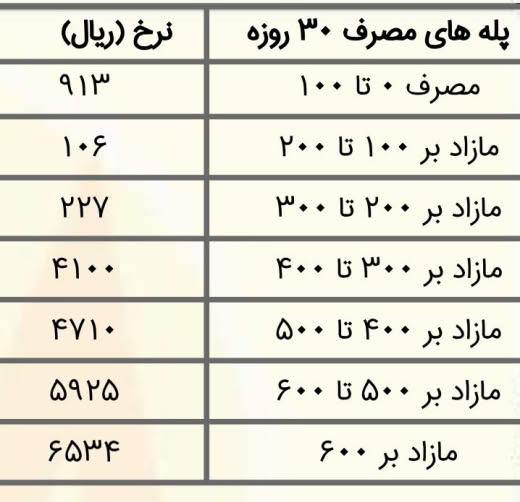 پله های مصرف ۳۰ روزه نرخ (ریال)
مصرف ۰ تا ۱۰۰ ۹۱۳
مازاد بر ۱۰۰ تا ۲۰۰ ۱۰۶
مازاد بر ۲۰۰ تا ۳۰۰ ۲۲۷
مازاد بر ۳۰۰ تا ۴۰۰ ۴۱۰۰
مازاد بر ۴۰۰ تا ۵۰۰ ۴۷۱۰
مازاد بر ۵۰۰ تا ۶۰۰ ۵۹۲۵
مازاد بر ۶۰۰ ۶۵۳۴